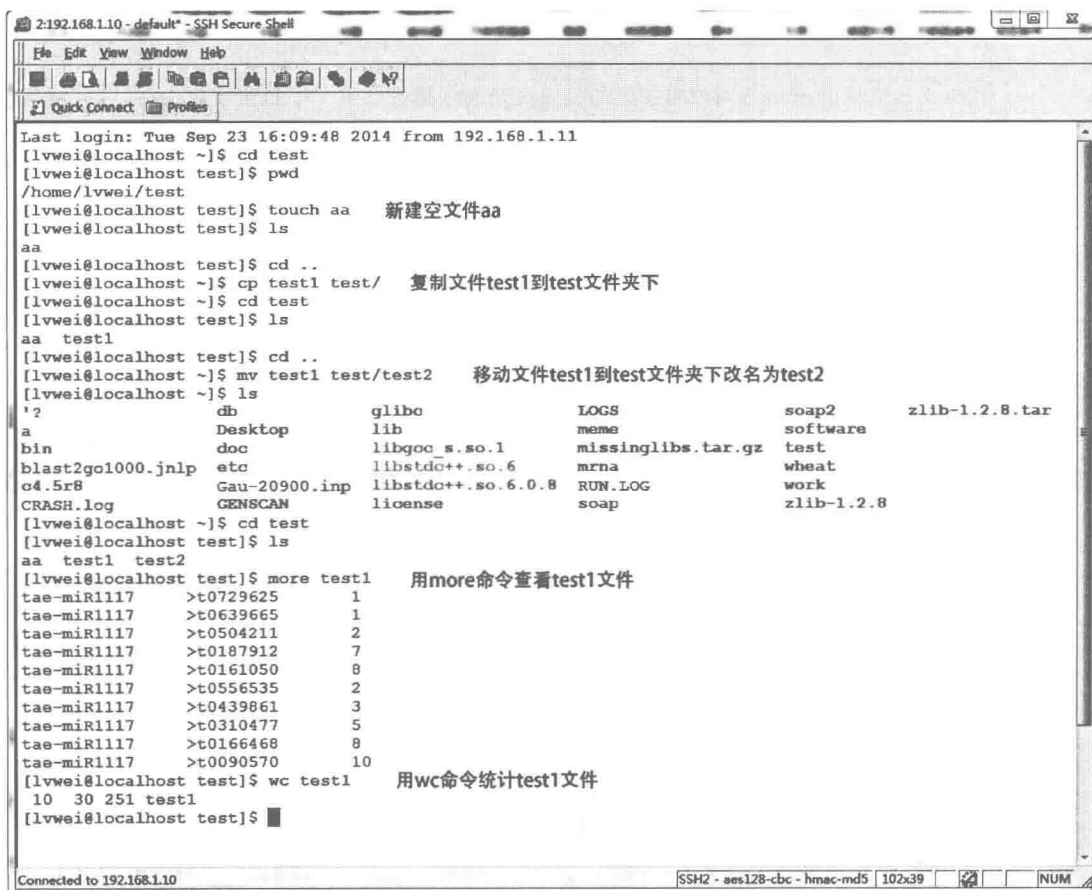 2:192.168.1.10 - default* - SSH Secure Shell
File Edit View Window Help
Quick Connect Profiles
Last login: Tue Sep 23 16:09:48 2014 from 192.168.1.11
[lvwei@localhost ~]$ cd test
[lvwei@localhost test]$ pwd
/home/lvwei/test
[lvwei@localhost test]$ touch aa 新建空文件aa
[lvwei@localhost test]$ ls
aa
[lvwei@localhost test]$ cd ..
[lvwei@localhost ~]$ cp test1 test/ 复制文件test1到test文件夹下
[lvwei@localhost ~]$ cd test
[lvwei@localhost test]$ ls
aa test1
[lvwei@localhost test]$ cd ..
[lvwei@localhost ~]$ mv test1 test/test2 移动文件test1到test文件夹下改名为test2
[lvwei@localhost ~]$ ls
'? db glibc LOGS soap2 zlib-1.2.8.tar
a Desktop lib meme software
bin doc libgcc_s.so.1 missinglibs.tar.gz test
blast2go1000.jnlp etc libstdc++.so.6 mrna wheat
c4.5r8 Gau-20900.inp libstdc++.so.6.0.8 RUN.LOG work
CRASH.log GENSCAN license soap zlib-1.2.8
[lvwei@localhost ~]$ cd test
[lvwei@localhost test]$ ls
aa test1 test2
[lvwei@localhost test]$ more test1 用more命令查看test1文件
tae-miR1117 >t0729625 1
tae-miR1117 >t0639665 1
tae-miR1117 >t0504211 2
tae-miR1117 >t0187912 7
tae-miR1117 >t0161050 8
tae-miR1117 >t0556535 2
tae-miR1117 >t0439861 3
tae-miR1117 >t0310477 5
tae-miR1117 >t0166468 8
tae-miR1117 >t0090570 10
[lvwei@localhost test]$ wc test1 用wc命令统计test1文件
10 30 251 test1
[lvwei@localhost test]$
Connected to 192.168.1.10 SSH2 - aes128-cbc - hmac-md5 102x39 NUM